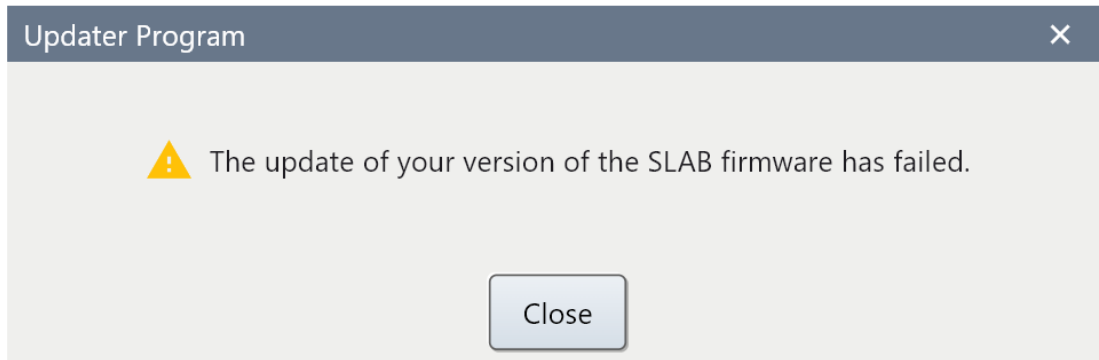 Updater Program
The update of your version of the SLAB firmware has failed.
Close